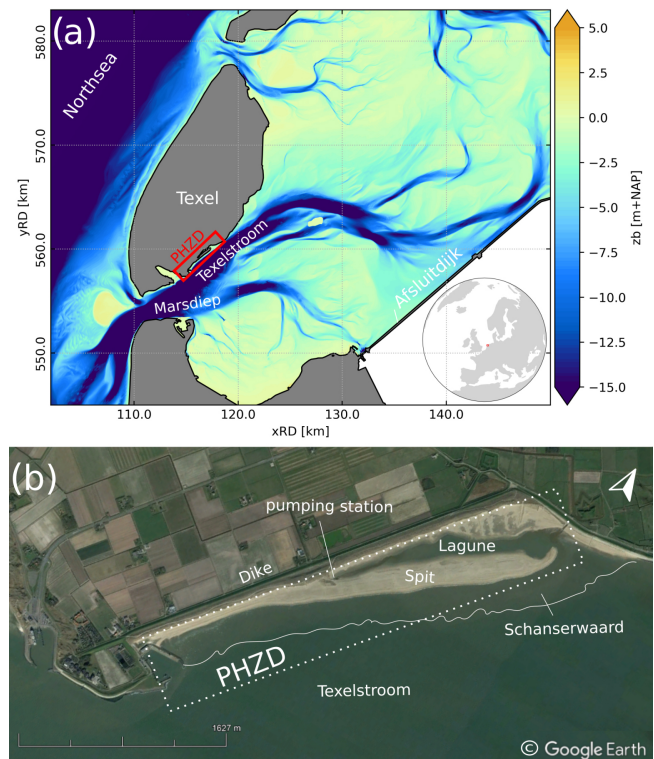 (a)
Northsea
Texel
PHZD
Texelstroom
Marsdiep
Afsluitdijk
580.0
570.0
560.0
550.0
yRD [km]
110.0 120.0 130.0 140.0
xRD [km]
5.0
2.5
0.0
−2.5
−5.0
−7.5
−10.0
−12.5
−15.0
zb [m+NAP]
(b)
pumping station
Lagune
Dike
Spit
Schanserwaard
PHZD
Texelstroom
1627 m
© Google Earth